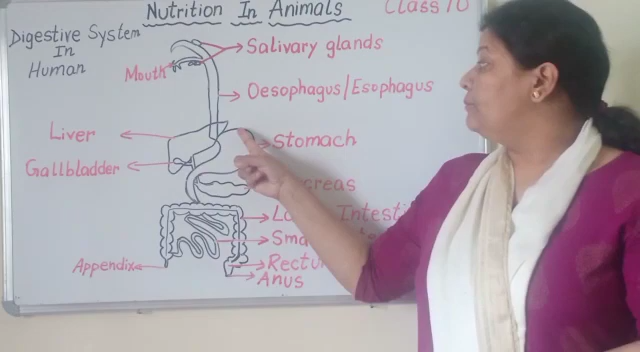 Nutrition In Animals
Class 10
Digestive System
In
Human
Salivary glands
Mouth
Oesophagus/Esophagus
Liver
Stomach
Gallbladder
Appendix
Anus